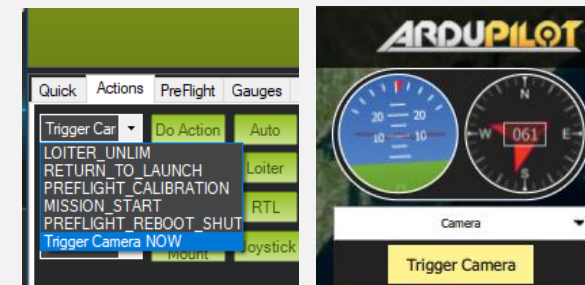 Quick Actions PreFlight Gauges
Trigger Car Do Action Auto
LOITER_UNLIM
RETURN_TO_LAUNCH Loiter
PREFLIGHT_CALIBRATION
MISSION_START RTL
PREFLIGHT_REBOOT_SHUT
Trigger Camera NOW Joystick
Mount
ARDUPILOT
20 20
10 10
N
W 061 E
S
Camera
Trigger Camera